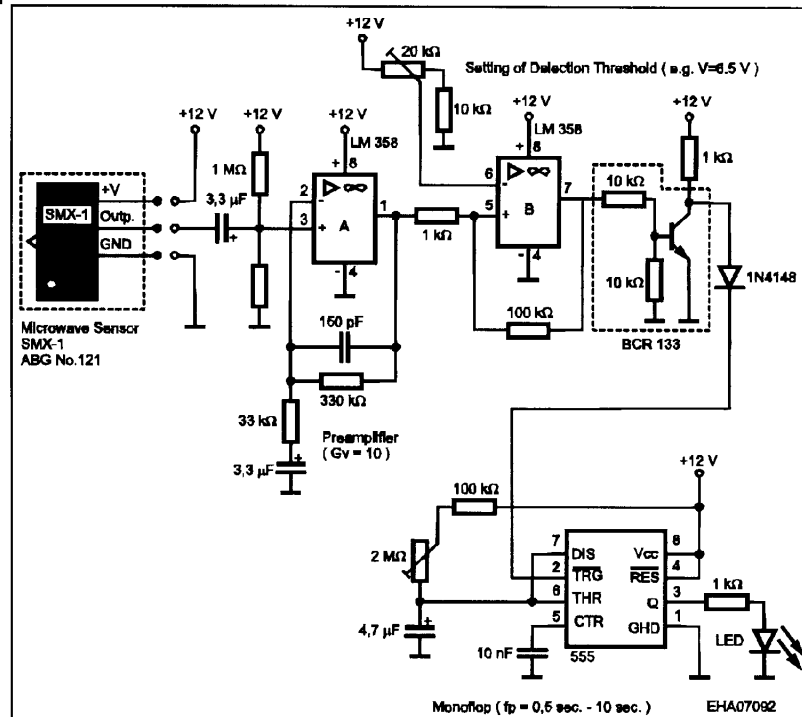 +12 V
20 kΩ
Setting of Detection Threshold ( e.g. V=6.5 V )
10 kΩ
+12 V
+12 V
+12 V
+12 V
+12 V
LM 358
LM 358
1 MΩ
+ 8
+ 8
1 kΩ
+V
SMX-1
Outp.
GND
3,3 µF
+
2
-
3
+
A
1
- 4
1 kΩ
6
-
5
+
B
7
- 4
10 kΩ
10 kΩ
1N4148
BCR 133
100 kΩ
Microwave Sensor
SMX-1
ABG No.121
150 pF
330 kΩ
33 kΩ
+
3,3 µF
Preamplifier
( Gv = 10 )
+12 V
100 kΩ
2 MΩ
7 DIS Vcc 8
2 TRG RES 4
6 THR Q 3
5 CTR GHD 1
555
1 kΩ
LED
+
4,7 µF
10 nF
Monoflop ( fp = 0,5 sec. - 10 sec. )
EHA07092